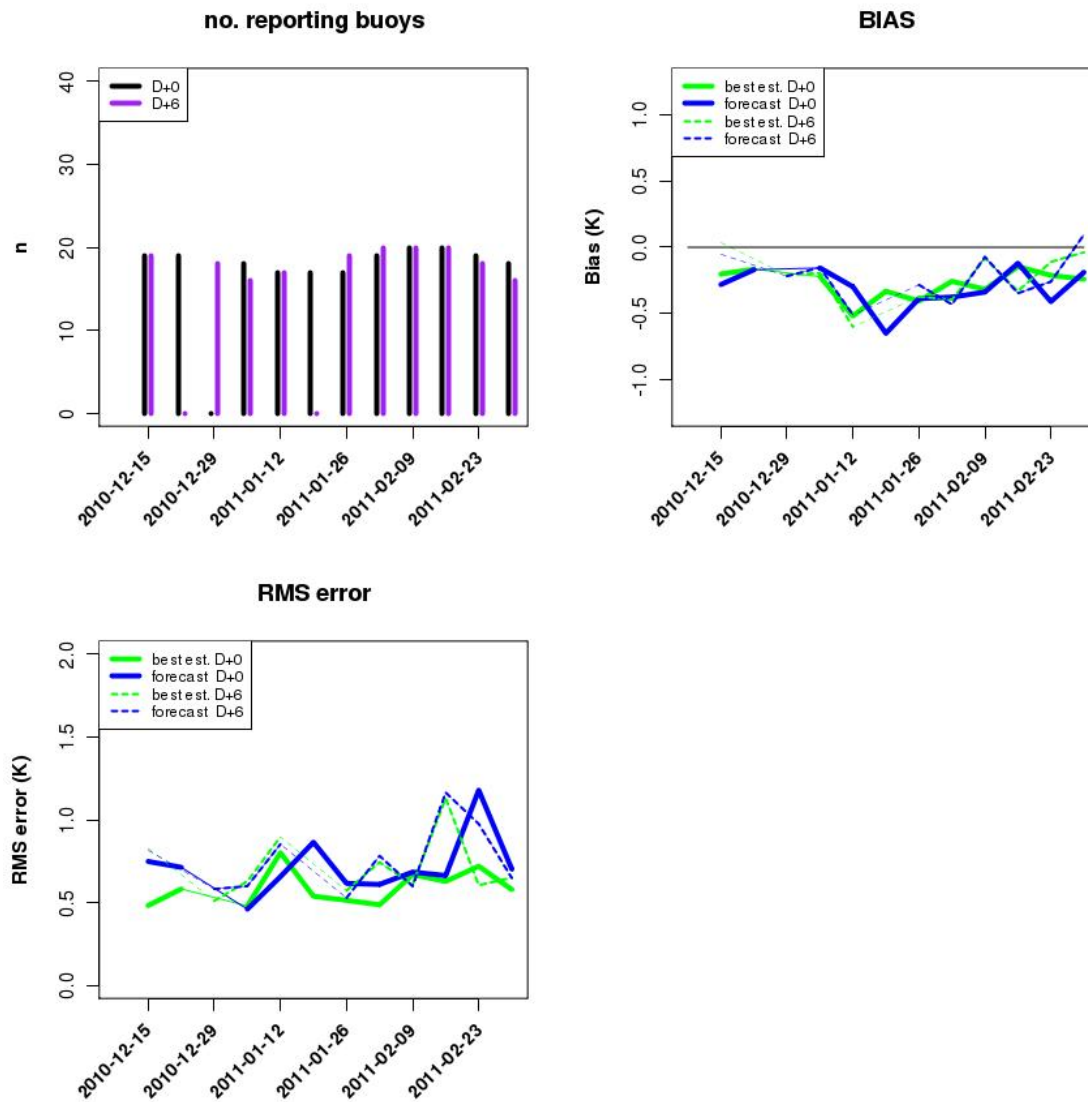 no. reporting buoys
40
30
20
10
0
n
D+0
D+6
2010-12-15
2010-12-29
2011-01-12
2011-01-26
2011-02-09
2011-02-23
BIAS
1.0
0.5
0.0
-0.5
-1.0
Bias (K)
best est. D+0
forecast D+0
best est. D+6
forecast D+6
2010-12-15
2010-12-29
2011-01-12
2011-01-26
2011-02-09
2011-02-23
RMS error
2.0
1.5
1.0
0.5
0.0
RMS error (K)
best est. D+0
forecast D+0
best est. D+6
forecast D+6
2010-12-15
2010-12-29
2011-01-12
2011-01-26
2011-02-09
2011-02-23